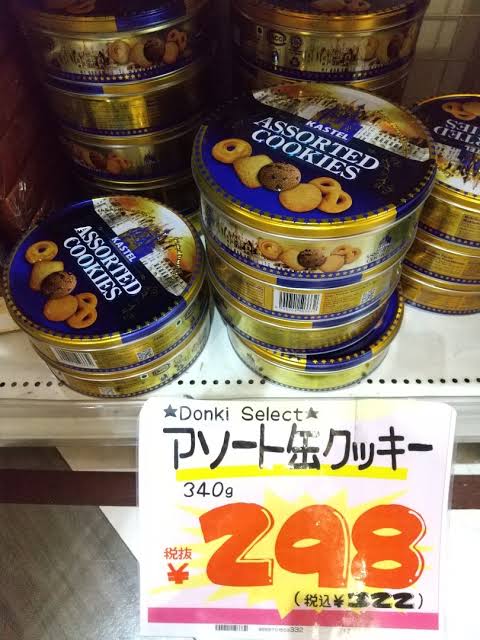 KASTEL
ASSORTED
COOKIES
KASTEL
ASSORTED
COOKIES
★Donki Select★
アソート缶クッキー
340g
298
税抜
(税込¥322)